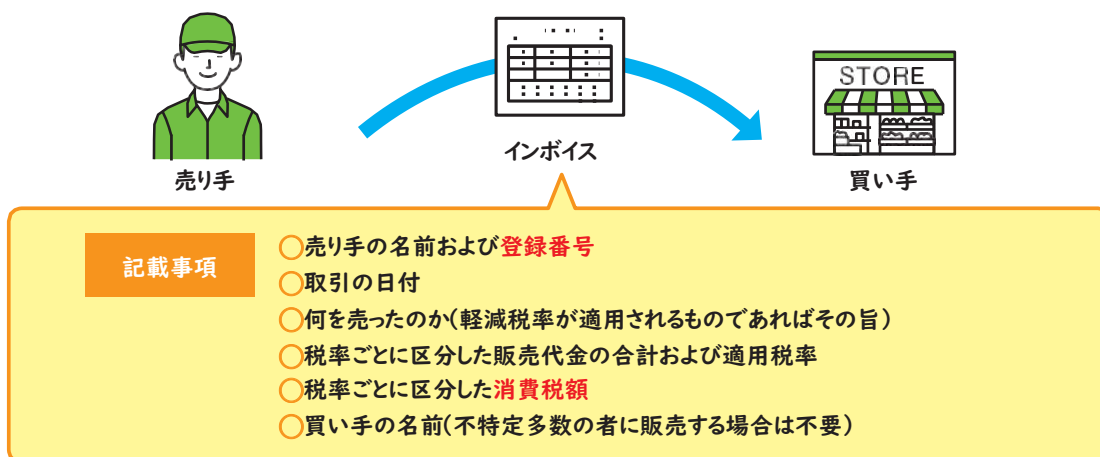 STORE
インボイス
売り手
買い手
記載事項
○売り手の名前および登録番号
○取引の日付
○何を売ったのか(軽減税率が適用されるものであればその旨)
○税率ごとに区分した販売代金の合計および適用税率
○税率ごとに区分した消費税額
○買い手の名前(不特定多数の者に販売する場合は不要)